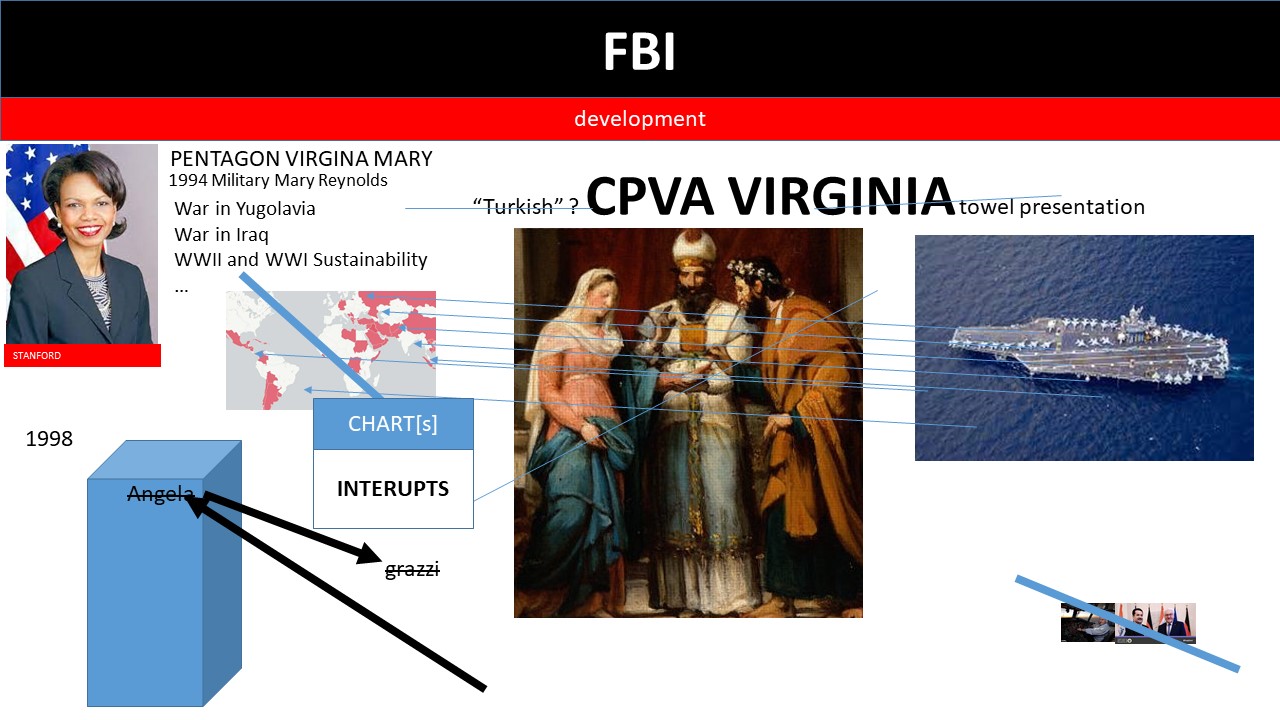 FBI
development
PENTAGON VIRGINA MARY
1994 Military Mary Reynolds
War in Yugolavia
War in Iraq
WWII and WWI Sustainability
...
STANFORD
“Turkish” ? CPVA VIRGINIA towel presentation
CHART[s]
INTERUPTS
1998
Angela
grazzi